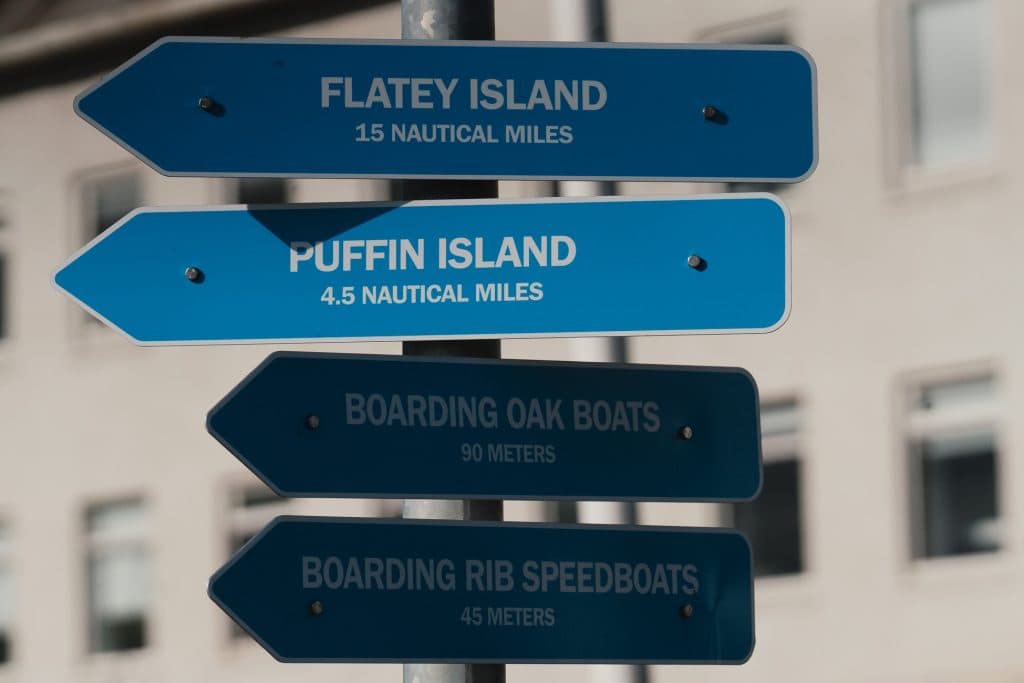 FLATEY ISLAND
15 NAUTICAL MILES
PUFFIN ISLAND
4.5 NAUTICAL MILES
BOARDING OAK BOATS
90 METERS
BOARDING RIB SPEEDBOATS
45 METERS